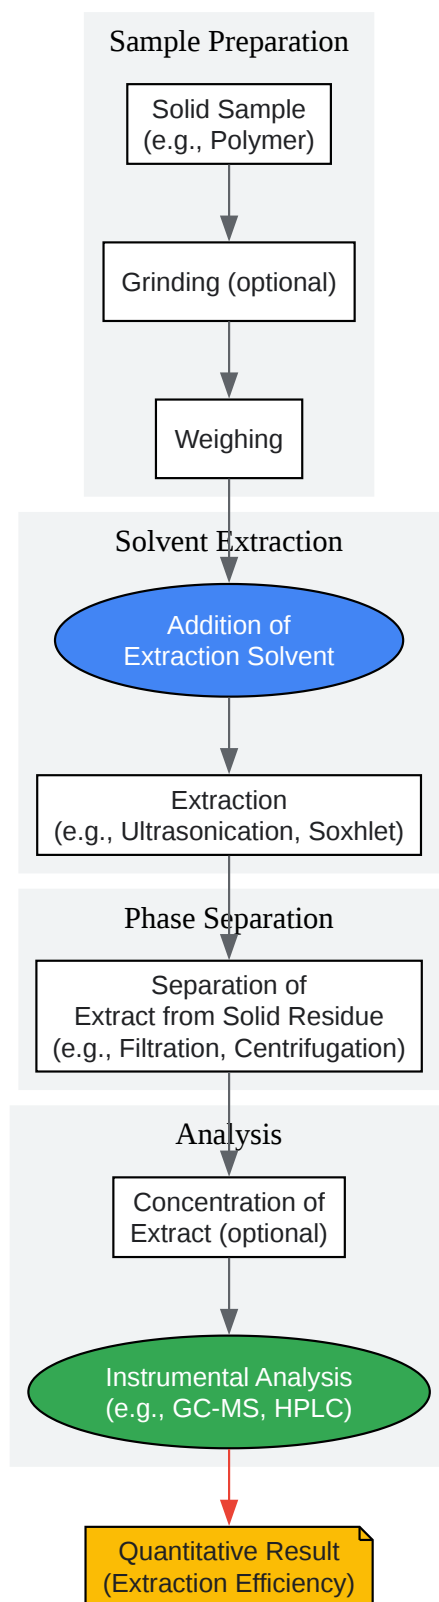 Sample Preparation
Solid Sample
(e.g., Polymer)
Grinding (optional)
Weighing
Solvent Extraction
Addition of
Extraction Solvent
Extraction
(e.g., Ultrasonication, Soxhlet)
Phase Separation
Separation of
Extract from Solid Residue
(e.g., Filtration, Centrifugation)
Analysis
Concentration of
Extract (optional)
Instrumental Analysis
(e.g., GC-MS, HPLC)
Quantitative Result
(Extraction Efficiency)